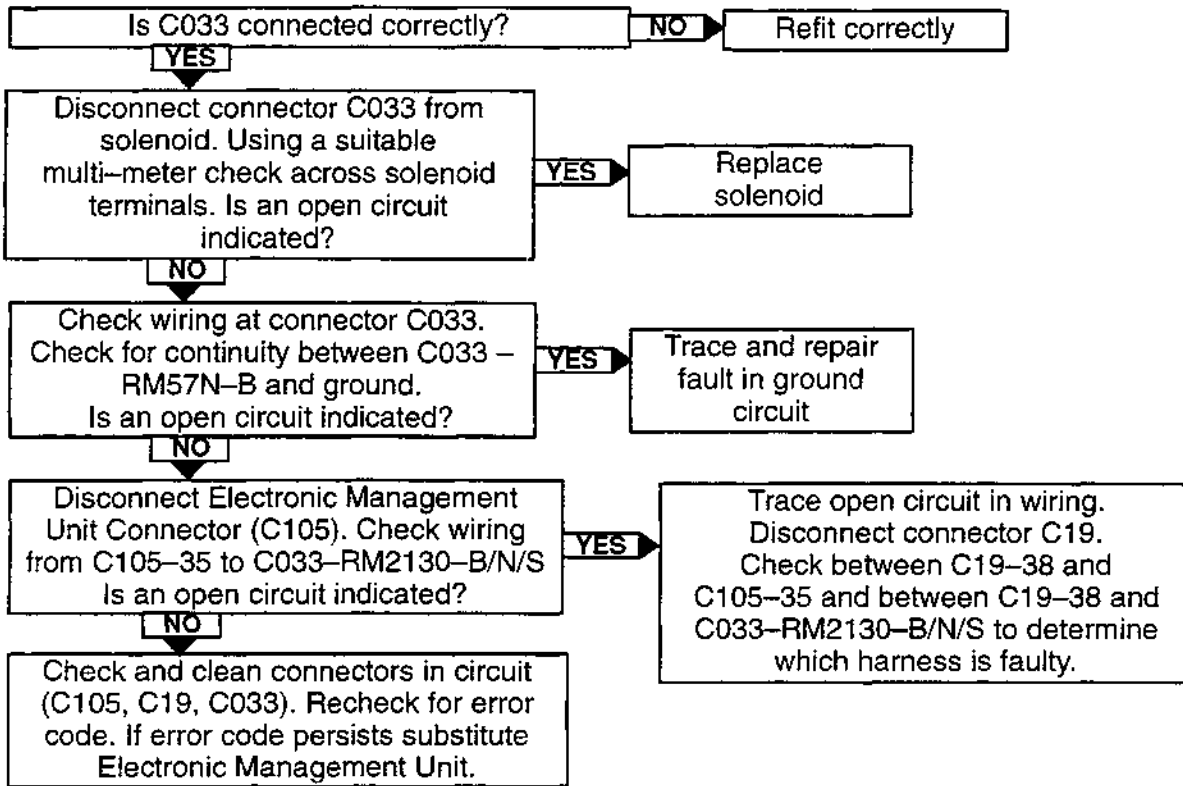 Is C033 connected correctly?
NO
Refit correctly
YES
Disconnect connector C033 from
solenoid. Using a suitable
multi–meter check across solenoid
terminals. Is an open circuit
indicated?
YES
Replace
solenoid
NO
Check wiring at connector C033.
Check for continuity between C033 –
RM57N–B and ground.
Is an open circuit indicated?
YES
Trace and repair
fault in ground
circuit
NO
Disconnect Electronic Management
Unit Connector (C105). Check wiring
from C105–35 to C033–RM2130–B/N/S
Is an open circuit indicated?
YES
Trace open circuit in wiring.
Disconnect connector C19.
Check between C19–38 and
C105–35 and between C19–38 and
C033–RM2130–B/N/S to determine
which harness is faulty.
NO
Check and clean connectors in circuit
(C105, C19, C033). Recheck for error
code. If error code persists substitute
Electronic Management Unit.